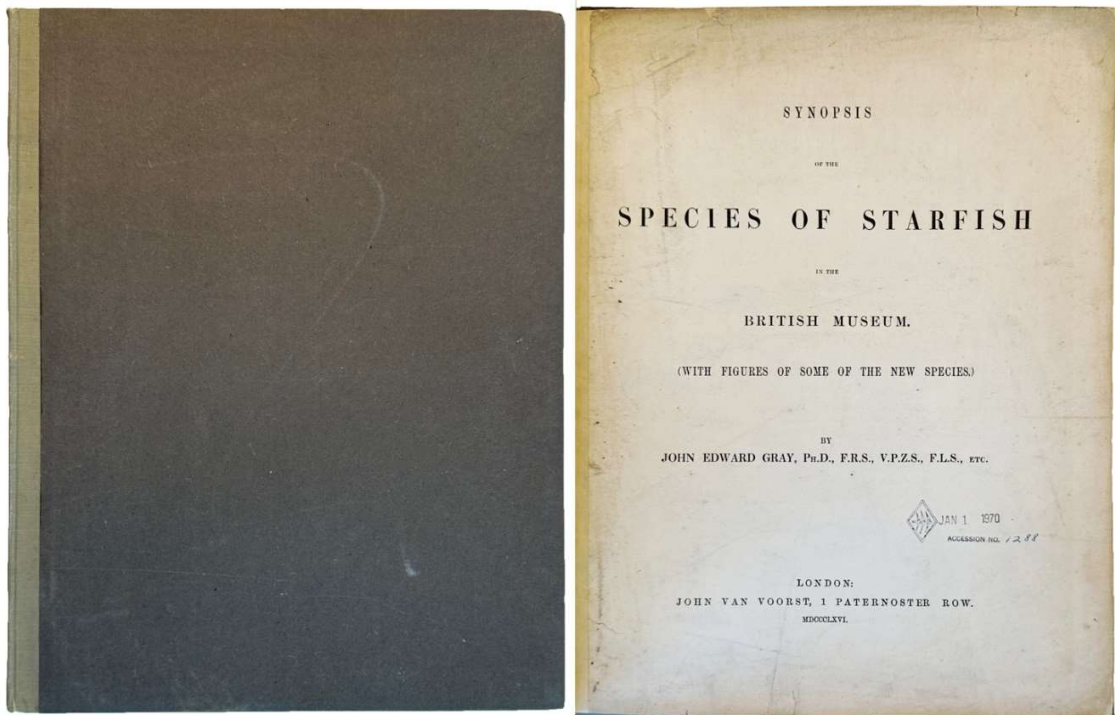 SYNOPSIS
OF THE
SPECIES OF STARFISH
IN THE
BRITISH MUSEUM.
(WITH FIGURES OF SOME OF THE NEW SPECIES.)
BY
JOHN EDWARD GRAY, PH.D., F.R.S., V.P.Z.S., F.L.S., ETC.
JAN 1 1970
ACCESSION NO. 1288
LONDON:
JOHN VAN VOORST, 1 PATERNOSTER ROW.
MDCCCLXVI.